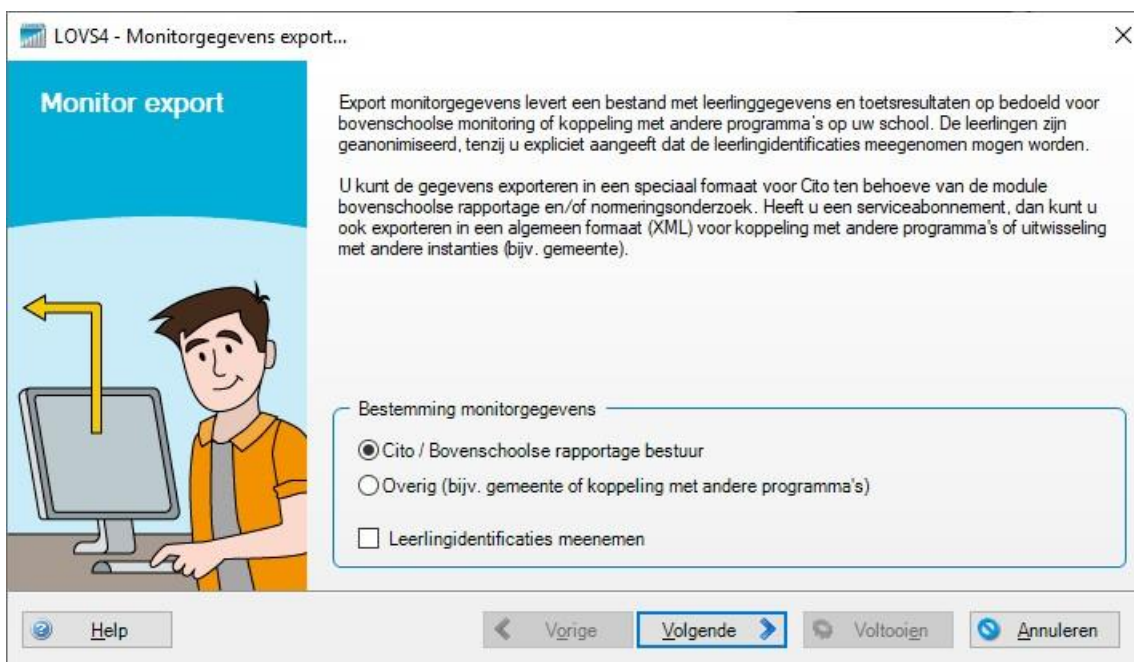 LOVS4 - Monitorgegevens export...
Monitor export
Export monitorgegevens levert een bestand met leerlinggegevens en toetsresultaten op bedoeld voor
bovenschoolse monitoring of koppeling met andere programma's op uw school. De leerlingen zijn
geanonimiseerd, tenzij u expliciet aangeeft dat de leerlingidentificaties meegenomen mogen worden.
U kunt de gegevens exporteren in een speciaal formaat voor Cito ten behoeve van de module
bovenschoolse rapportage en/of normeringsonderzoek. Heeft u een serviceabonnement, dan kunt u
ook exporteren in een algemeen formaat (XML) voor koppeling met andere programma's of uitwisseling
met andere instanties (bijv. gemeente).
Bestemming monitorgegevens
Cito / Bovenschoolse rapportage bestuur
Overig (bijv. gemeente of koppeling met andere programma's)
Leerlingidentificaties meenemen
Help
Vorige
Volgende
Voltooien
Annuleren